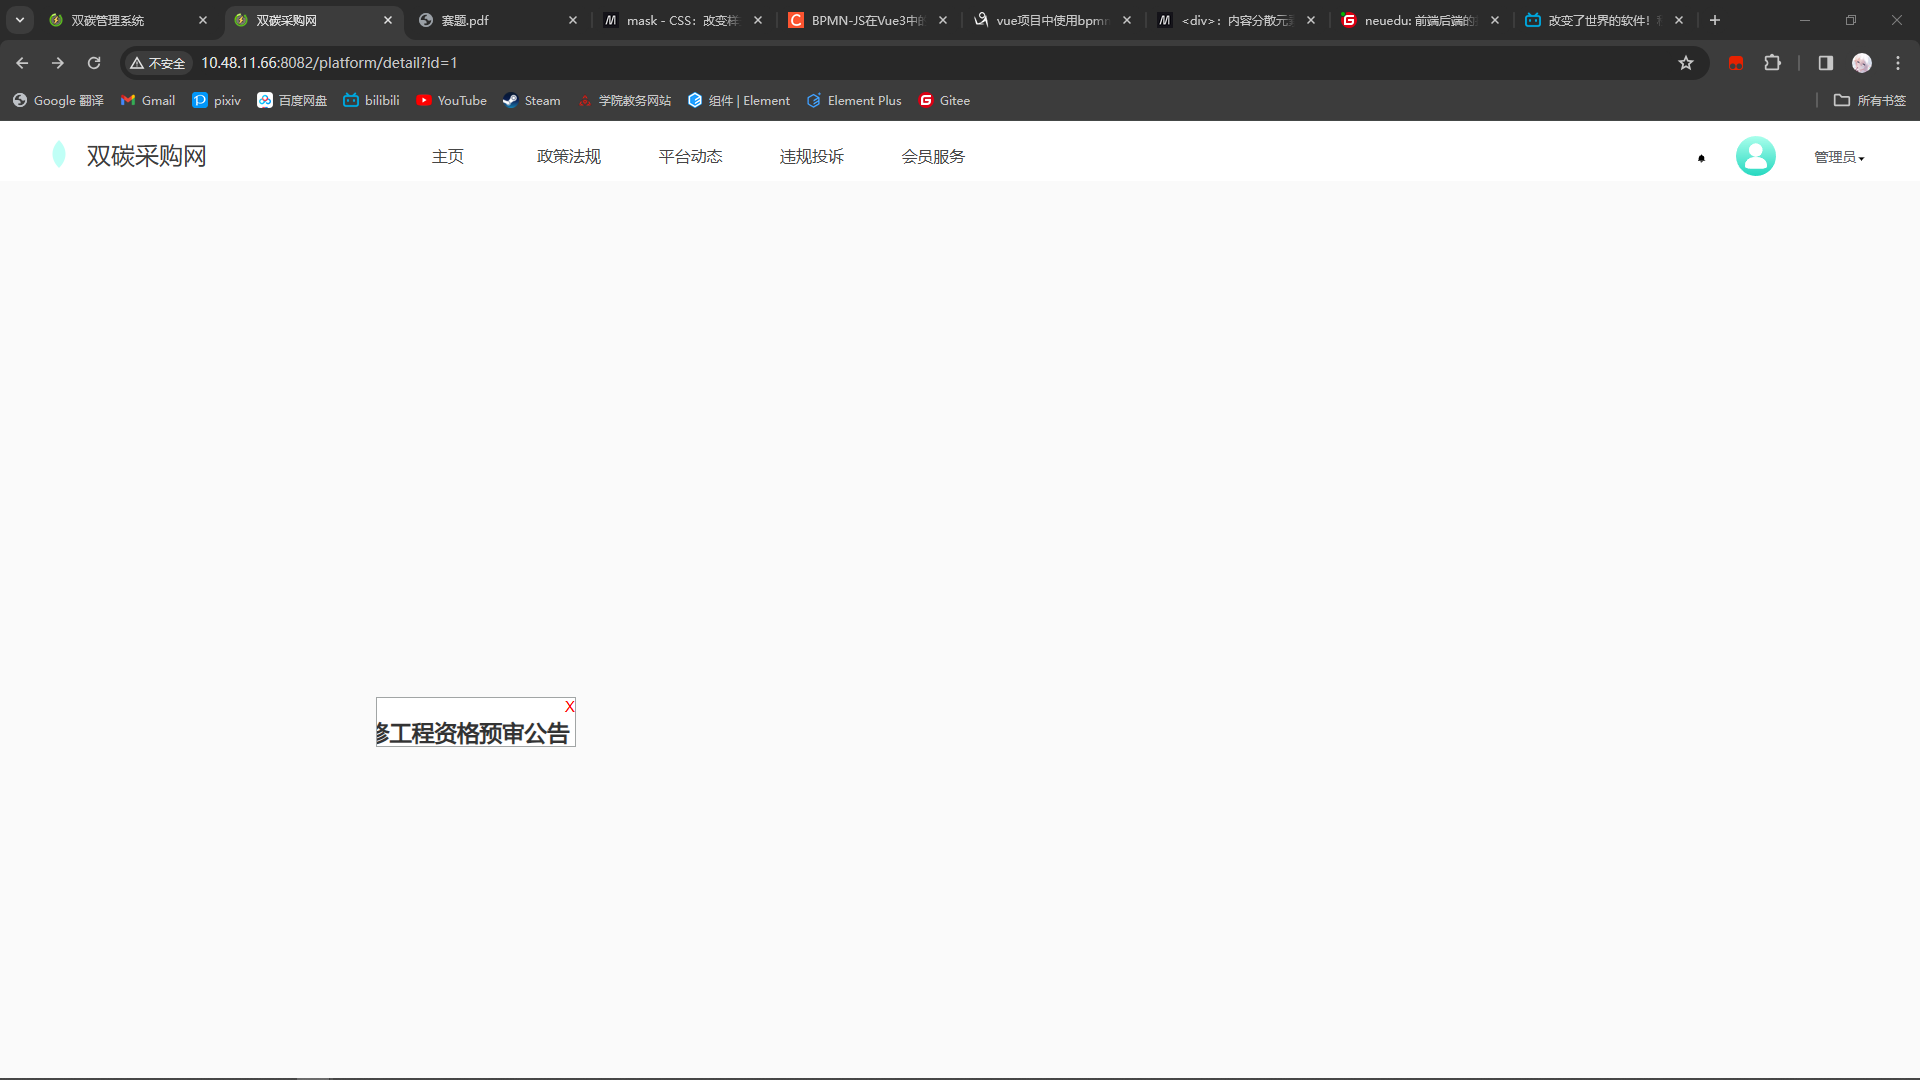 双碳管理系统
双碳采购网
赛题.pdf
mask - CSS：改变样
BPMN-JS在Vue3中的
vue项目中使用bpmn
<div>：内容分散元
neuedu: 前端后端的
改变了世界的软件！
不安全
10.48.11.66:8082/platform/detail?id=1
Google 翻译
Gmail
pixiv
百度网盘
bilibili
YouTube
Steam
学院教务网站
组件 | Element
Element Plus
Gitee
所有书签
双碳采购网
主页
政策法规
平台动态
违规投诉
会员服务
管理员
X
修工程资格预审公告